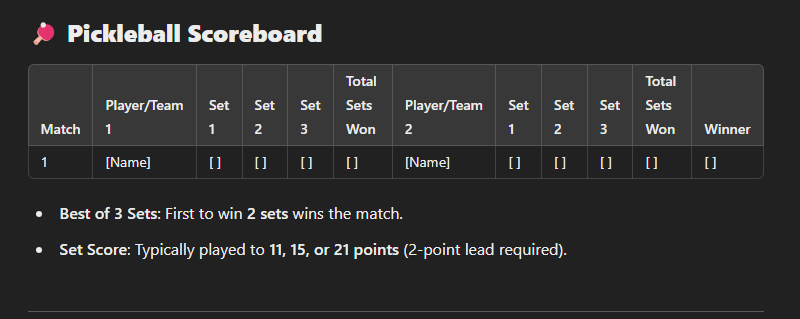 🏓 Pickleball Scoreboard
Match | Player/Team 1 | Set 1 | Set 2 | Set 3 | Total Sets Won | Player/Team 2 | Set 1 | Set 2 | Set 3 | Total Sets Won | Winner
1 | [Name] | [ ] | [ ] | [ ] | [ ] | [Name] | [ ] | [ ] | [ ] | [ ] | [ ]
• Best of 3 Sets: First to win 2 sets wins the match.
• Set Score: Typically played to 11, 15, or 21 points (2-point lead required).